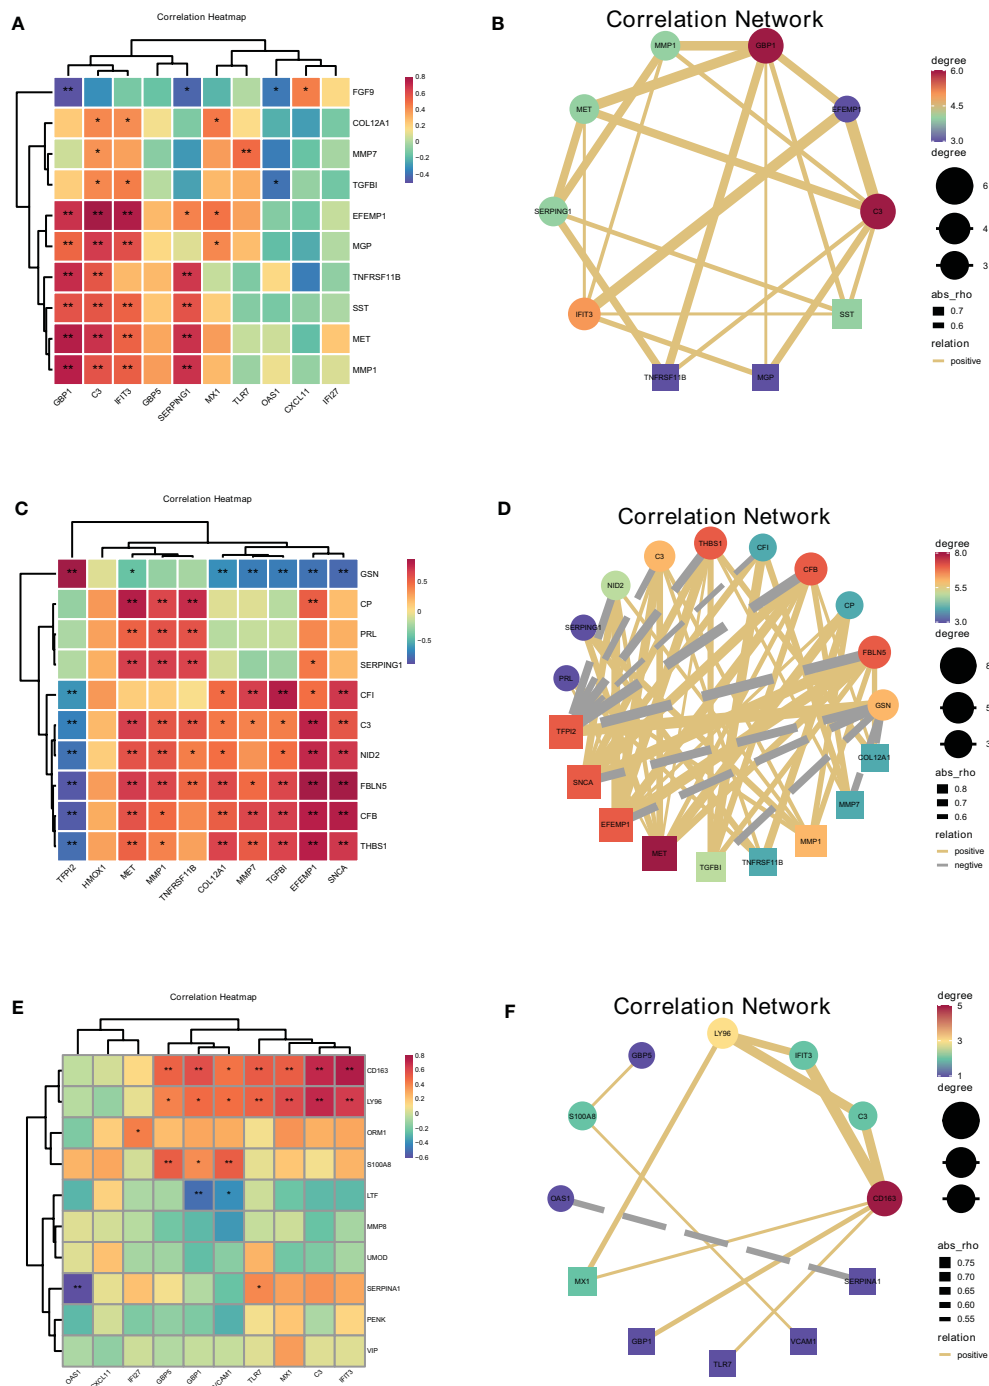 A
Correlation Heatmap
FGF9
COL12A1
MMP7
TGFBI
EFEMP1
MGP
TNFRSF11B
SST
MET
MMP1
GBP1
C3
IFIT3
GBP5
SERPING1
MX1
TLR7
OAS1
CXCL11
IFI27
0.8
0.6
0.4
0.2
0
−0.2
−0.4
** * * *
* * *
* **
* * *
** ** ** * *
** ** ** *
** ** **
** ** ** **
** ** ** **
** ** ** **
B
Correlation Network
MMP1
GBP1
MET
EFEMP1
SERPING1
C3
IFIT3
SST
TNFRSF11B
MGP
degree
6.0
4.5
3.0
degree
6
4
3
abs_rho
0.7
0.6
relation
positive
C
Correlation Heatmap
GSN
CP
PRL
SERPING1
CFI
C3
NID2
FBLN5
CFB
THBS1
TFPI2
HMOX1
MET
MMP1
TNFRSF11B
COL12A1
MMP7
TGFBI
EFEMP1
SNCA
0.5
0
−0.5
** * ** ** ** ** **
** ** ** **
** ** **
** ** ** *
** * ** ** * **
** ** ** ** * * * ** **
** ** ** * * * ** **
** ** ** ** ** * ** ** **
** ** * ** ** ** ** **
** ** * ** ** ** ** **
D
Correlation Network
THBS1
C3
CFI
CFB
NID2
CP
SERPING1
FBLN5
PRL
GSN
TFPI2
COL12A1
SNCA
MMP7
EFEMP1
MMP1
MET
TGFBI
TNFRSF11B
degree
8.0
5.5
3.0
degree
8
5
3
abs_rho
0.8
0.7
0.6
relation
positive
negtive
E
Correlation Heatmap
CD163
LY96
ORM1
S100A8
LTF
MMP8
UMOD
SERPINA1
PENK
VIP
OAS1
CXCL11
IFI27
GBP5
GBP1
VCAM1
TLR7
MX1
C3
IFIT3
0.8
0.6
0.4
0.2
0
−0.2
−0.4
−0.6
** ** * ** ** ** **
* * * ** ** ** **
*
** * **
** *
** *
F
Correlation Network
LY96
GBP5
IFIT3
S100A8
C3
OAS1
CD163
MX1
SERPINA1
GBP1
VCAM1
TLR7
degree
5
3
1
degree
abs_rho
0.75
0.70
0.65
0.60
0.55
relation
positive